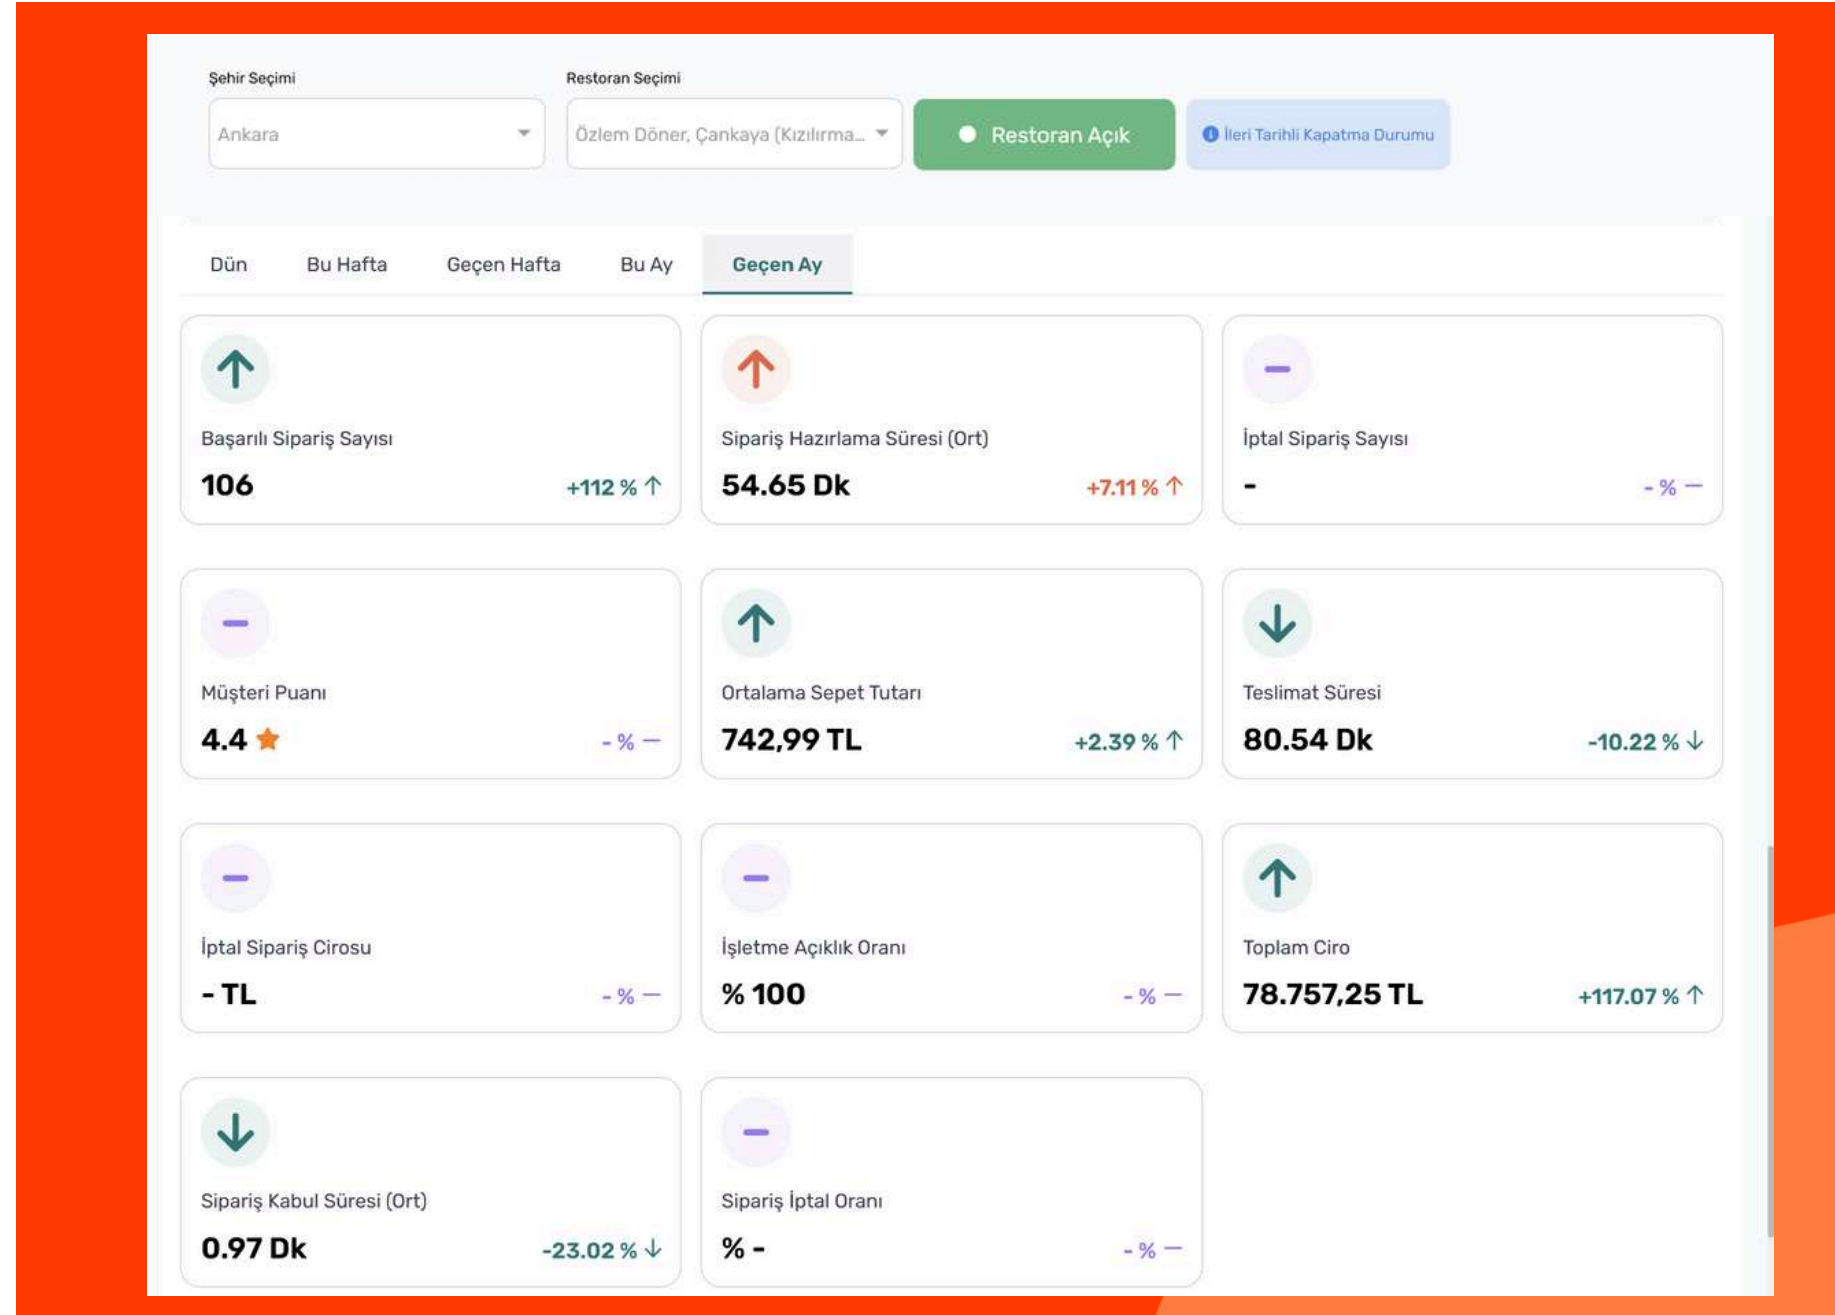 Şehir Seçimi
Restoran Seçimi
Ankara
Özlem Döner, Çankaya (Kızılırma...
Restoran Açık
İleri Tarihli Kapatma Durumu
Dün
Bu Hafta
Geçen Hafta
Bu Ay
Geçen Ay
Başarılı Sipariş Sayısı
106
+112 %
Sipariş Hazırlama Süresi (Ort)
54.65 Dk
+7.11 %
İptal Sipariş Sayısı
-
- %
Müşteri Puanı
4.4
- %
Ortalama Sepet Tutarı
742,99 TL
+2.39 %
Teslimat Süresi
80.54 Dk
-10.22 %
İptal Sipariş Cirosu
- TL
- %
İşletme Açıklık Oranı
% 100
- %
Toplam Ciro
78.757,25 TL
+117.07 %
Sipariş Kabul Süresi (Ort)
0.97 Dk
-23.02 %
Sipariş İptal Oranı
% -
- %